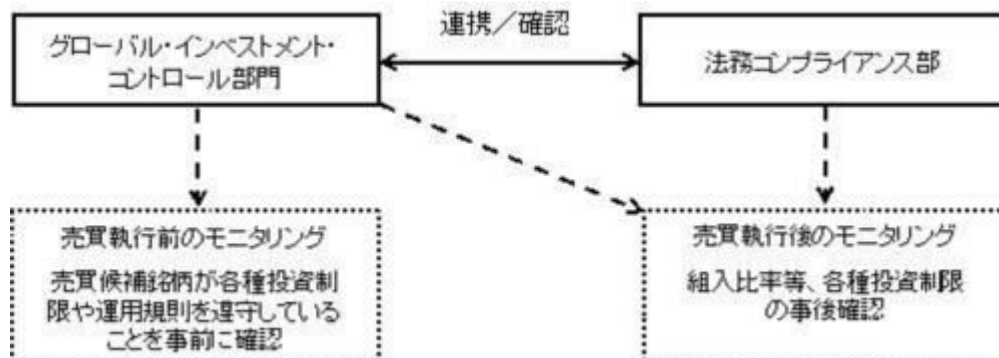 連携／確認
グローバル・インベストメント・
コントロール部門
法務コンプライアンス部
売買執行前のモニタリング
売買候補銘柄が各種投資制
限や運用規則を遵守している
ことを事前に確認
売買執行後のモニタリング
組入比率等、各種投資制限
の事後確認